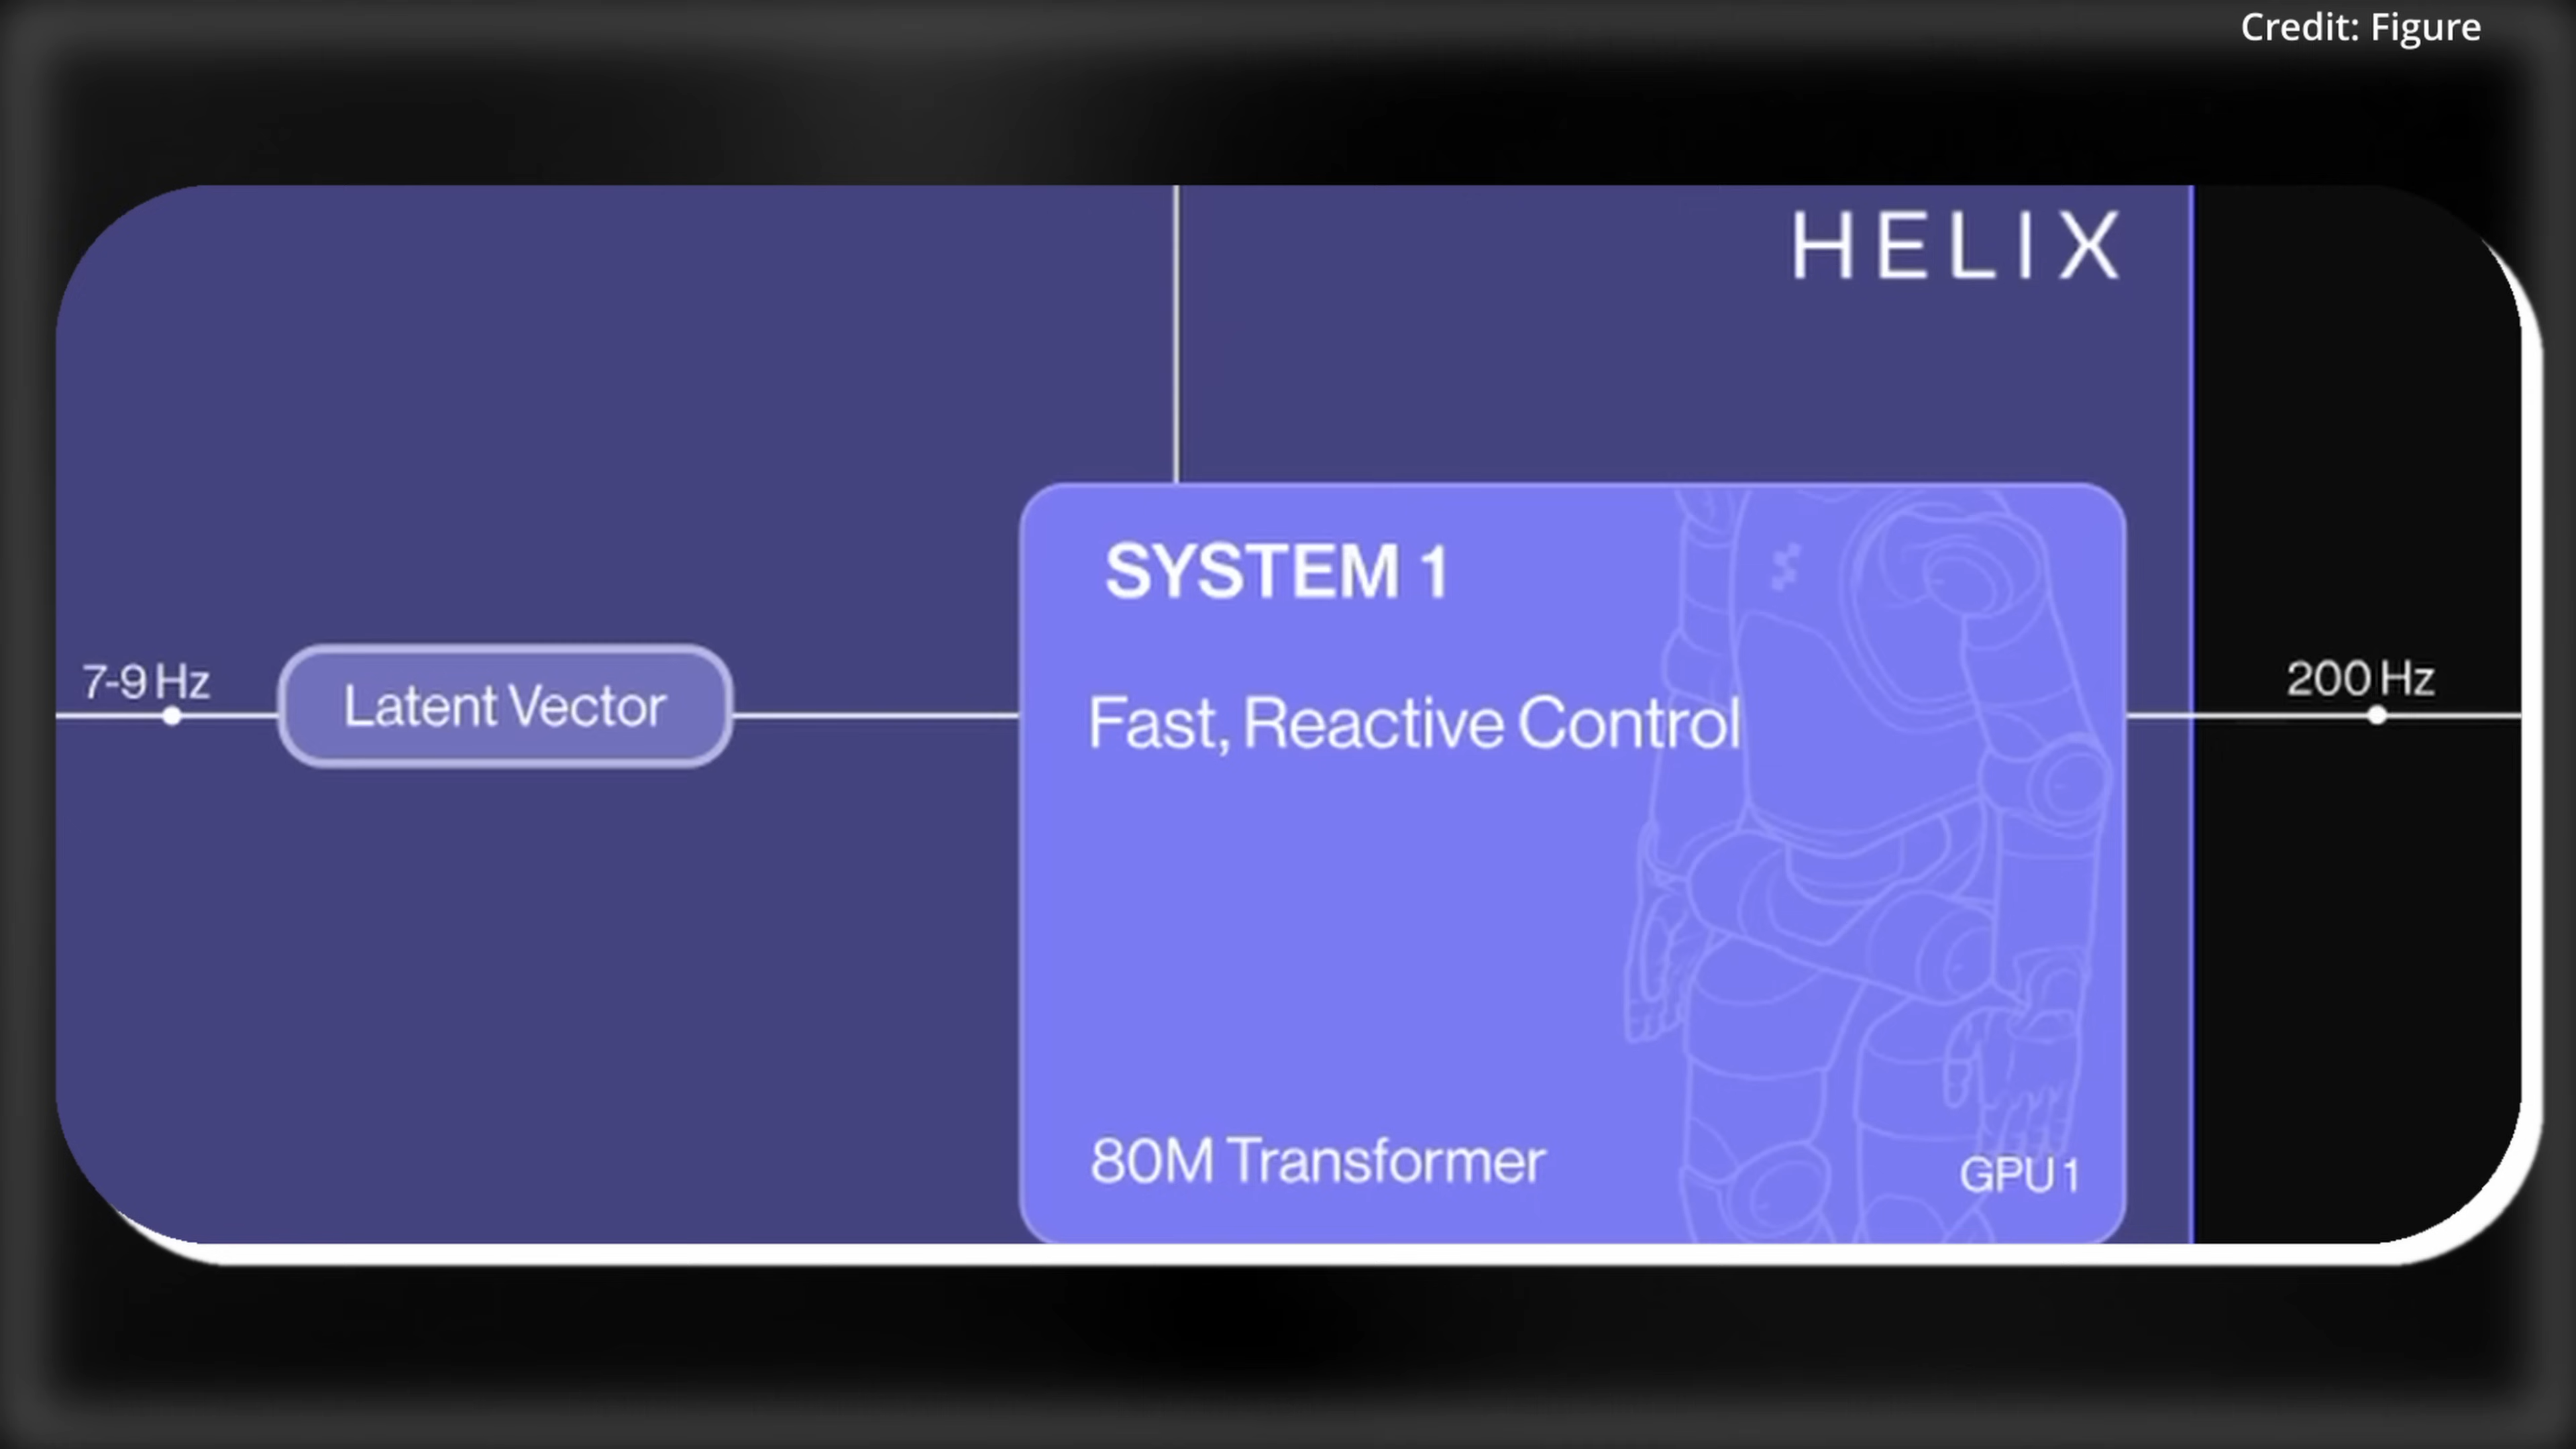 Credit: Figure
HELIX
SYSTEM 1
7-9 Hz
Latent Vector
Fast, Reactive Control
200 Hz
80M Transformer
GPU 1